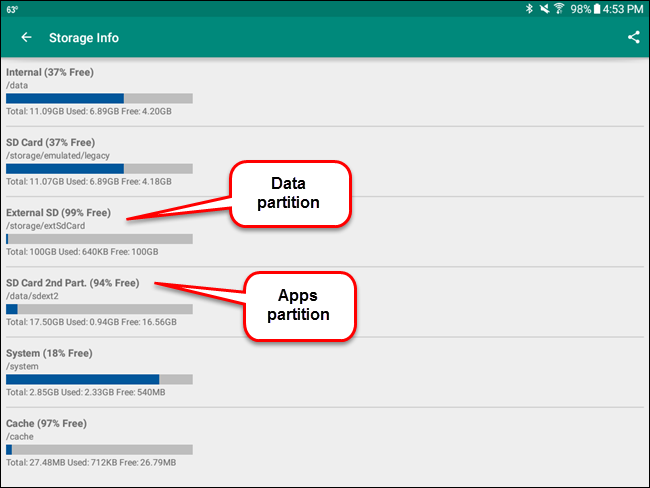 63°
98% 4:53 PM
Storage Info
Internal (37% Free)
/data
Total: 11.09GB Used: 6.89GB Free: 4.20GB
SD Card (37% Free)
/storage/emulated/legacy
Total: 11.07GB Used: 6.89GB Free: 4.18GB
Data
partition
External SD (99% Free)
/storage/extSdCard
Total: 100GB Used: 640KB Free: 100GB
SD Card 2nd Part. (94% Free)
/data/sdext2
Total: 17.50GB Used: 0.94GB Free: 16.56GB
Apps
partition
System (18% Free)
/system
Total: 2.85GB Used: 2.33GB Free: 540MB
Cache (97% Free)
/cache
Total: 27.48MB Used: 712KB Free: 26.79MB